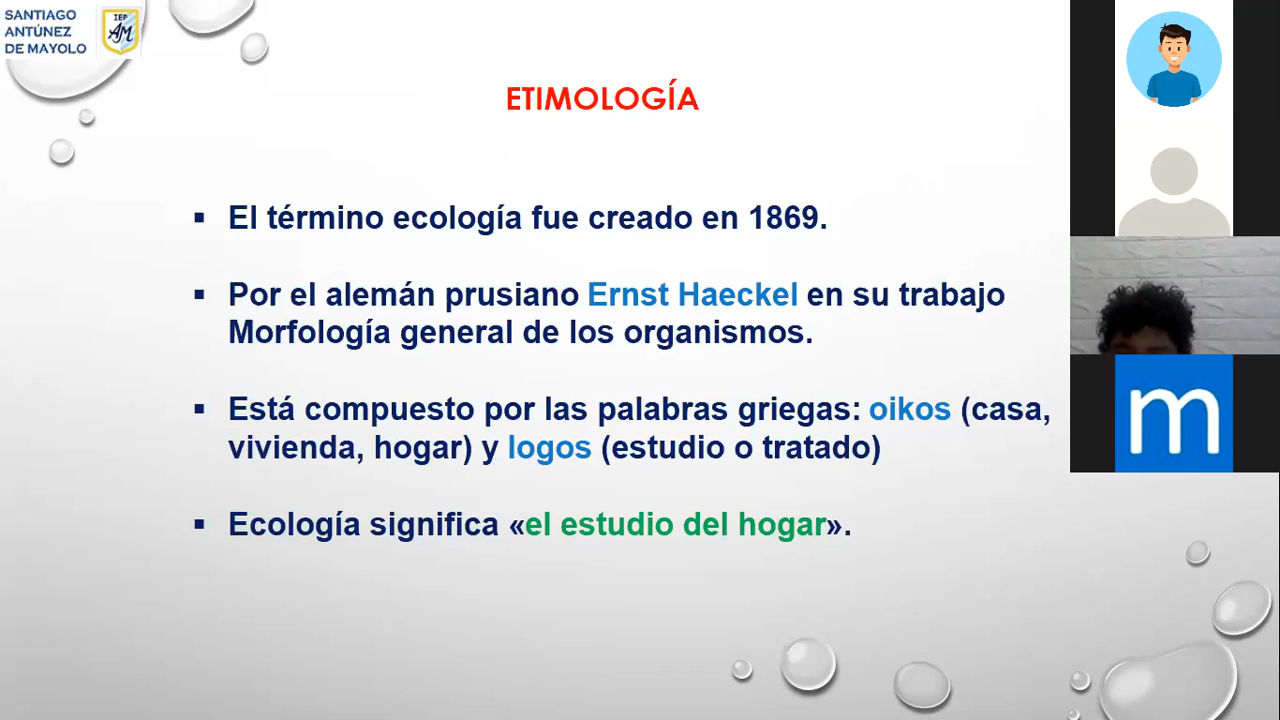 SANTIAGO
ANTÚNEZ
DE MAYOLO
IEP
AM
ETIMOLOGÍA
▪ El término ecología fue creado en 1869.
▪ Por el alemán prusiano Ernst Haeckel en su trabajo
Morfología general de los organismos.
▪ Está compuesto por las palabras griegas: oikos (casa,
vivienda, hogar) y logos (estudio o tratado)
▪ Ecología significa «el estudio del hogar».
m